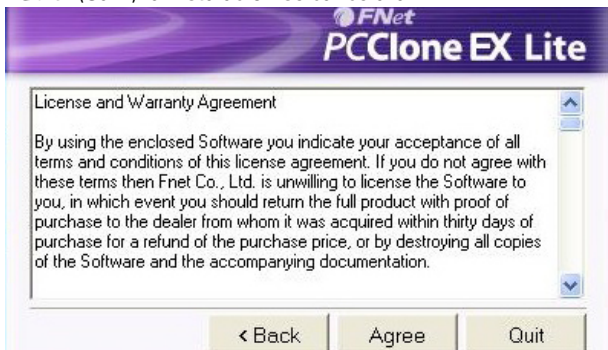 FNet
PCClone EX Lite
License and Warranty Agreement
By using the enclosed Software you indicate your acceptance of all
terms and conditions of this license agreement. If you do not agree with
these terms then Fnet Co., Ltd. is unwilling to license the Software to
you, in which event you should return the full product with proof of
purchase to the dealer from whom it was acquired within thirty days of
purchase for a refund of the purchase price, or by destroying all copies
of the Software and the accompanying documentation.
< Back
Agree
Quit